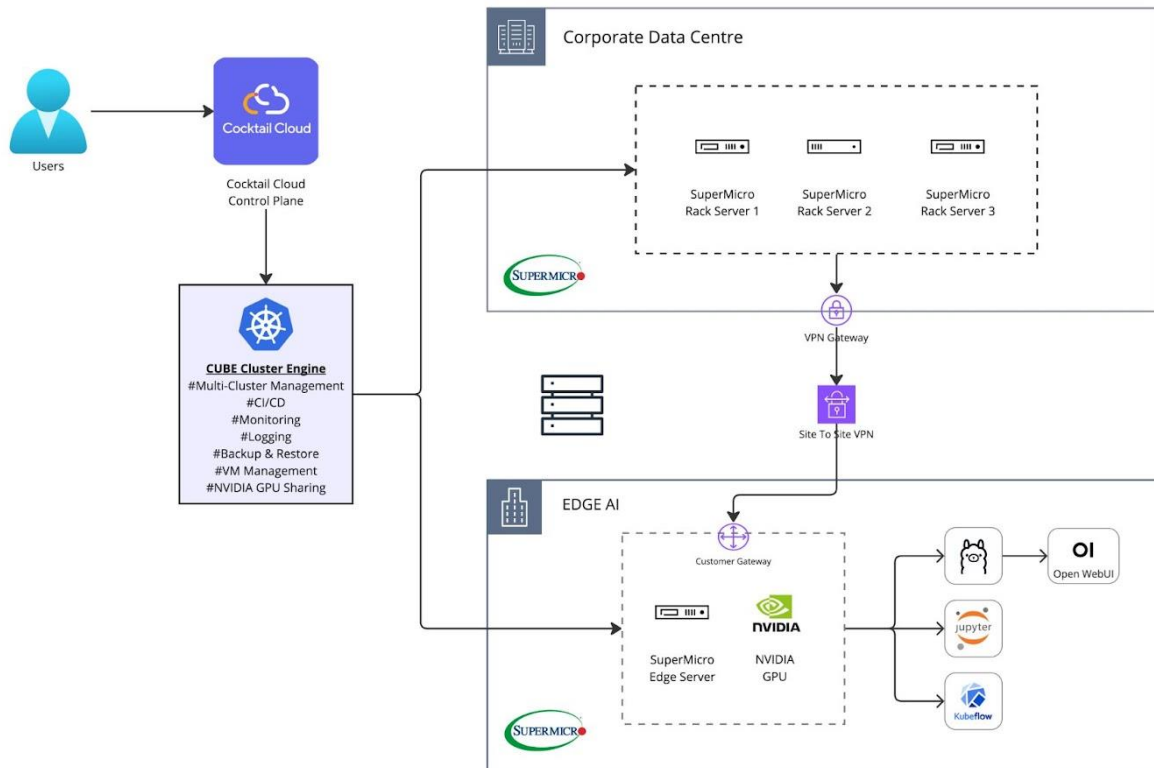 Corporate Data Centre
Cocktail Cloud
Users
Cocktail Cloud
Control Plane
SuperMicro
Rack Server 1
SuperMicro
Rack Server 2
SuperMicro
Rack Server 3
SUPERMICRO
CUBE Cluster Engine
#Multi-Cluster Management
#CI/CD
#Monitoring
#Logging
#Backup & Restore
#VM Management
#NVIDIA GPU Sharing
VPN Gateway
Site To Site VPN
EDGE AI
Customer Gateway
SuperMicro
Edge Server
NVIDIA
NVIDIA
GPU
OI
Open WebUI
jupyter
Kubeflow
SUPERMICRO